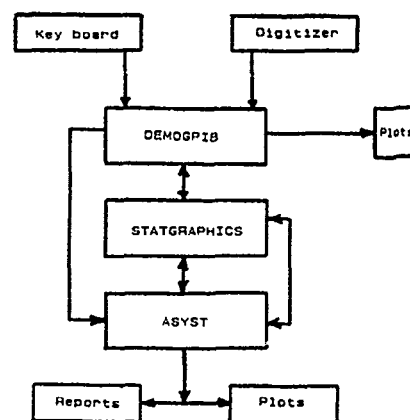 Key board
Digitizer
DEMOGPIB
Plots
STATGRAPHICS
ASYST
Reports
Plots